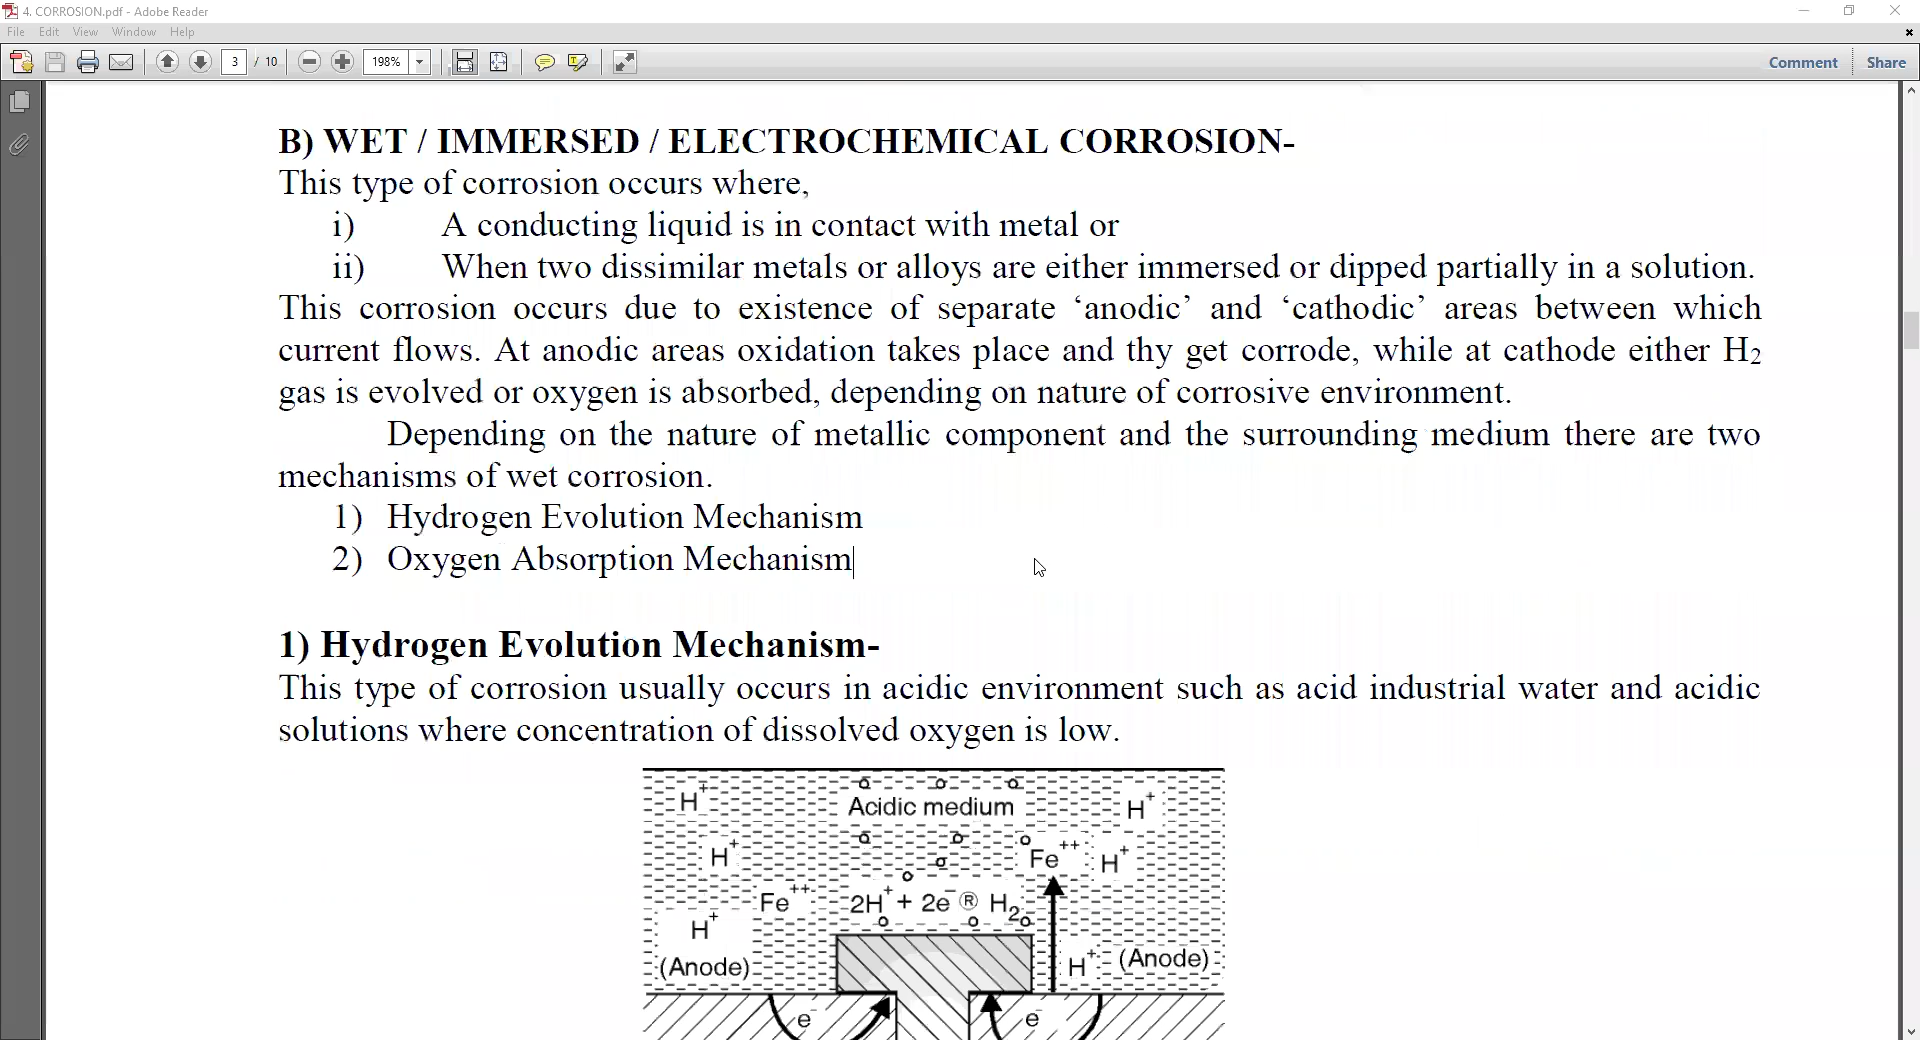 4. CORROSION.pdf - Adobe Reader
File Edit View Window Help
3 / 10 198% Comment Share
B) WET / IMMERSED / ELECTROCHEMICAL CORROSION-
This type of corrosion occurs where,
i) A conducting liquid is in contact with metal or
ii) When two dissimilar metals or alloys are either immersed or dipped partially in a solution.
This corrosion occurs due to existence of separate ‘anodic’ and ‘cathodic’ areas between which
current flows. At anodic areas oxidation takes place and thy get corrode, while at cathode either H₂
gas is evolved or oxygen is absorbed, depending on nature of corrosive environment.
Depending on the nature of metallic component and the surrounding medium there are two
mechanisms of wet corrosion.
1) Hydrogen Evolution Mechanism
2) Oxygen Absorption Mechanism
1) Hydrogen Evolution Mechanism-
This type of corrosion usually occurs in acidic environment such as acid industrial water and acidic
solutions where concentration of dissolved oxygen is low.
H⁺ Acidic medium H⁺
H⁺ Fe⁺⁺ H⁺
Fe⁺⁺ 2H⁺ + 2e⁻ ® H₂
H⁺
(Anode) H⁺ (Anode)
e⁻ e⁻